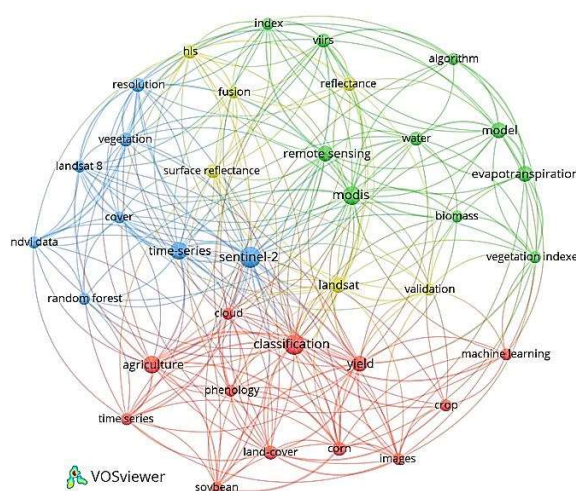 index
viirs
hls
algorithm
resolution
fusion
reflectance
vegetation
water
model
remote sensing
landsat 8
surface reflectance
evapotranspiration
modis
cover
biomass
ndvi data
time-series
sentinel-2
vegetation indexe
random forest
landsat
validation
cloud
classification
machine learning
agriculture
yield
phenology
crop
time series
land-cover
corn
images
soybean
VOSviewer